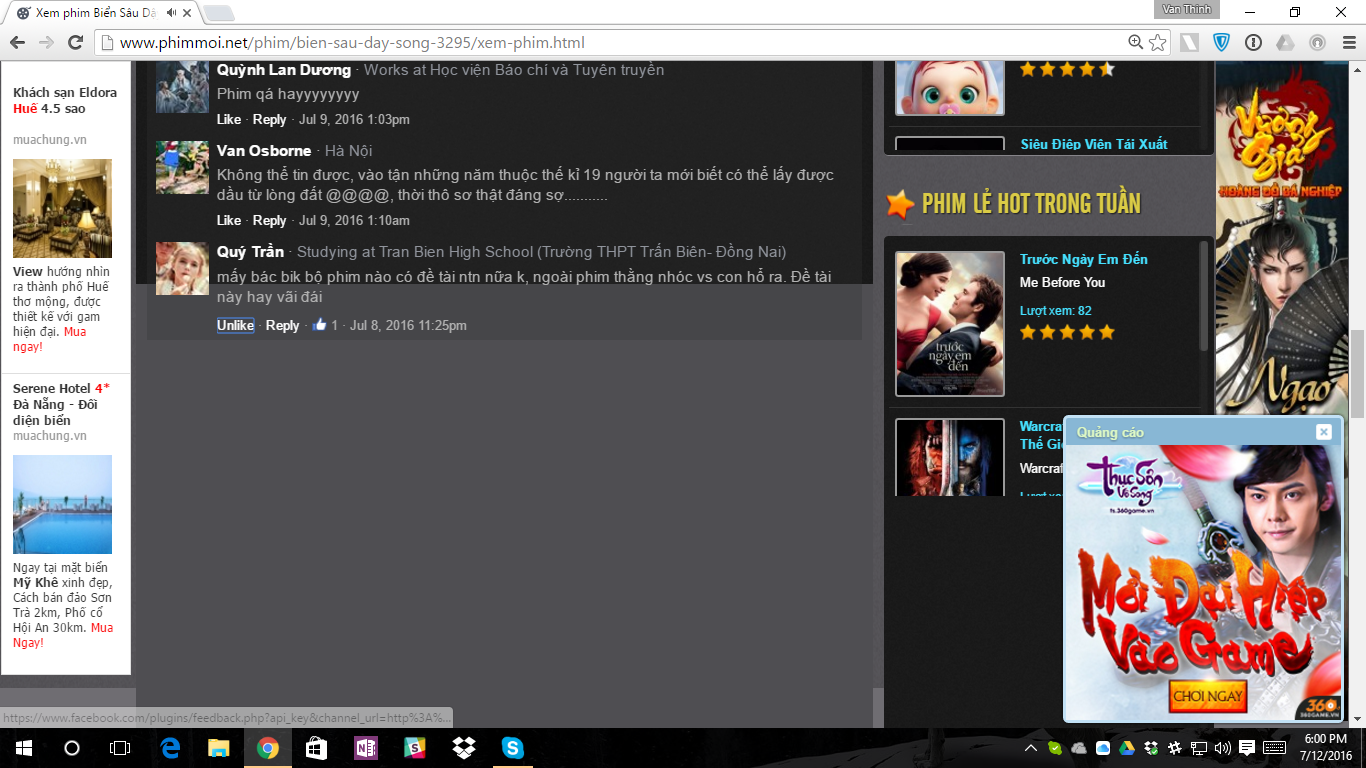 Xem phim Biển Sâu Dậ
Van Thinh
www.phimmoi.net/phim/bien-sau-day-song-3295/xem-phim.html
Khách sạn Eldora
Huế 4.5 sao
muachung.vn
View hướng nhìn
ra thành phố Huế
thơ mộng, được
thiết kế với gam
hiện đại. Mua
ngay!
Serene Hotel 4*
Đà Nẵng - Đối
diện biển
muachung.vn
Ngay tại mặt biển
Mỹ Khê xinh đẹp,
Cách bán đảo Sơn
Trà 2km, Phố cổ
Hội An 30km. Mua
Ngay!
Quỳnh Lan Dương · Works at Học viện Báo chí và Tuyên truyền
Phim qá hayyyyyyyy
Like · Reply · Jul 9, 2016 1:03pm
Van Osborne · Hà Nội
Không thể tin được, vào tận những năm thuộc thế kỉ 19 người ta mới biết có thể lấy được
dầu từ lòng đất @@@@, thời thô sơ thật đáng sợ...........
Like · Reply · Jul 9, 2016 1:10am
Quý Trần · Studying at Tran Bien High School (Trường THPT Trấn Biên- Đồng Nai)
mấy bác bik bộ phim nào có đề tài ntn nữa k, ngoài phim thằng nhóc vs con hổ ra. Đề tài
này hay vãi đái
Unlike · Reply · 1 · Jul 8, 2016 11:25pm
Siêu Điệp Viên Tái Xuất
PHIM LẺ HOT TRONG TUẦN
Trước Ngày Em Đến
Me Before You
Lượt xem: 82
trước
ngày em
đến
Warcraf
Thế Giớ
Warcraf
Lượt xem
Vương
Giả
HOÀNG ĐỒ BÁ NGHIỆP
Ngạo
Quảng cáo
Thục Sơn
Vô Song
ts.360game.vn
Mời Đại Hiệp
Vào Game
CHƠI NGAY
360
360GAME.VN
https://www.facebook.com/plugins/feedback.php?api_key&channel_url=http%3A%...
6:00 PM
7/12/2016